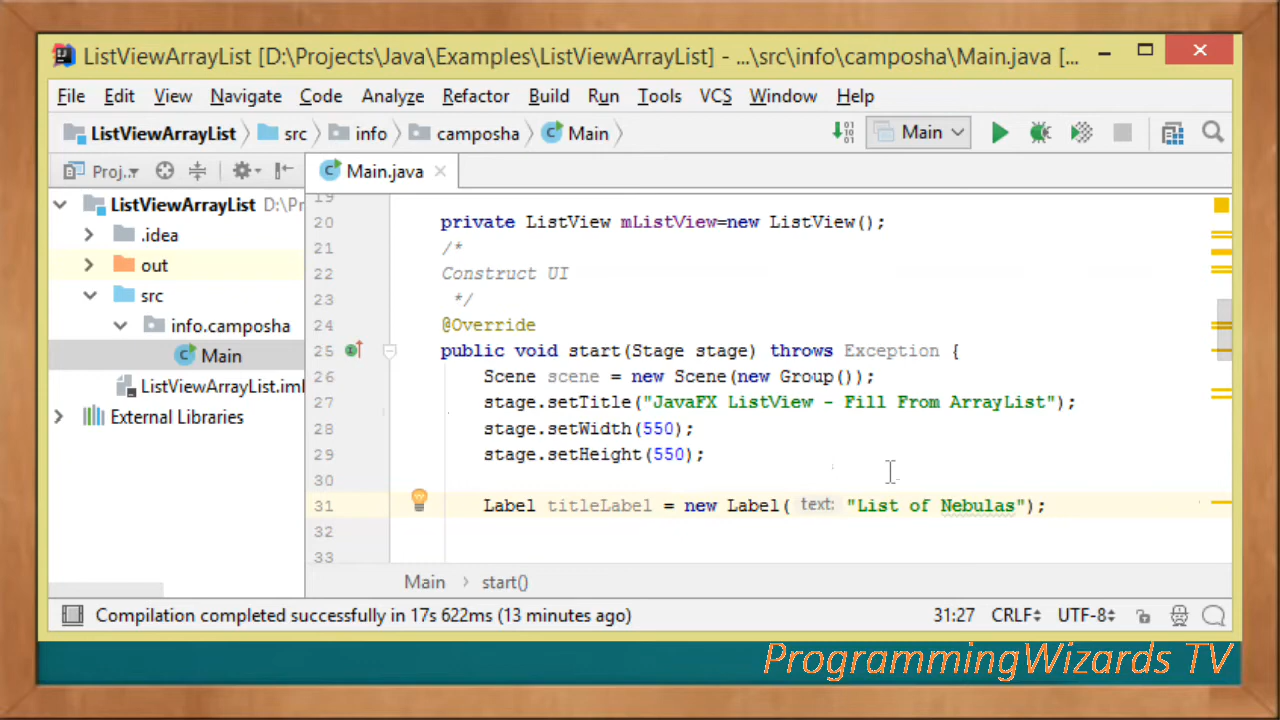 ListViewArrayList [D:\Projects\Java\Examples\ListViewArrayList] - ...\src\info\camposha\Main.java [...
File Edit View Navigate Code Analyze Refactor Build Run Tools VCS Window Help
ListViewArrayList src info camposha Main Main
Proj.. Main.java
ListViewArrayList D:\Pr
.idea
out
src
info.camposha
Main
ListViewArrayList.iml
External Libraries
19
20 private ListView mListView=new ListView();
21 /*
22 Construct UI
23 */
24 @Override
25 public void start(Stage stage) throws Exception {
26 Scene scene = new Scene(new Group());
27 stage.setTitle("JavaFX ListView - Fill From ArrayList");
28 stage.setWidth(550);
29 stage.setHeight(550);
30
31 Label titleLabel = new Label( text: "List of Nebulas");
32
33
Main start()
Compilation completed successfully in 17s 622ms (13 minutes ago) 31:27 CRLF UTF-8
ProgrammingWizards TV